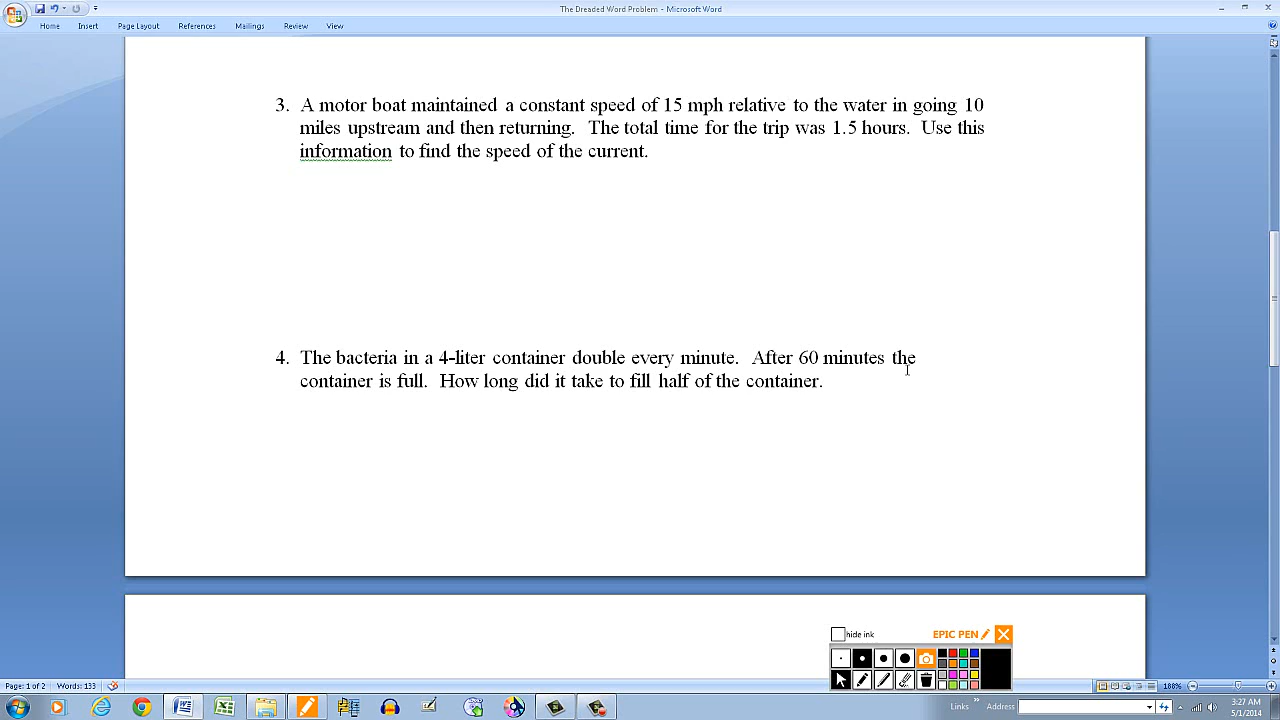 The Dreaded Word Problem - Microsoft Word
Home Insert Page Layout References Mailings Review View
3. A motor boat maintained a constant speed of 15 mph relative to the water in going 10
miles upstream and then returning. The total time for the trip was 1.5 hours. Use this
information to find the speed of the current.
4. The bacteria in a 4-liter container double every minute. After 60 minutes the
container is full. How long did it take to fill half of the container.
hide ink EPIC PEN
Page: 1 of 2 Words: 133 188%
Links » Address 3:27 AM
5/1/2014